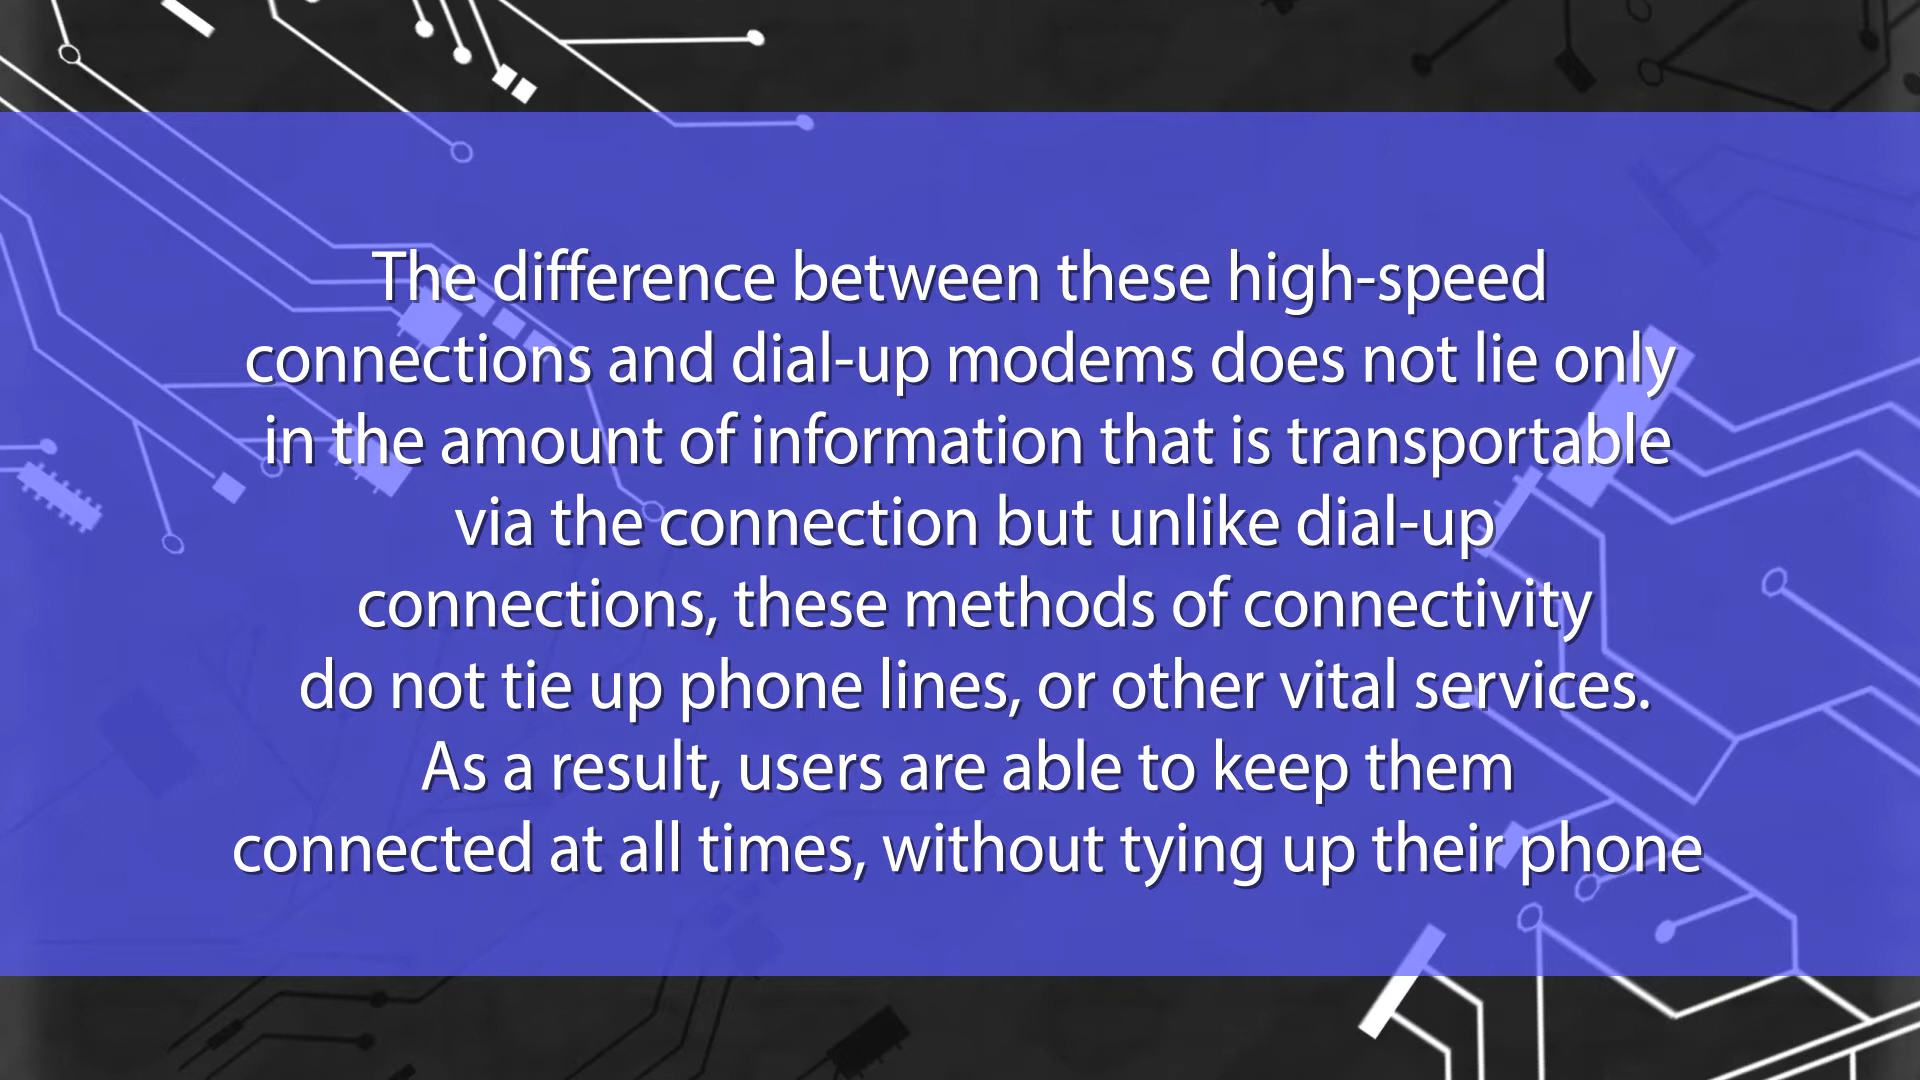 The difference between these high-speed
connections and dial-up modems does not lie only
in the amount of information that is transportable
via the connection but unlike dial-up
connections, these methods of connectivity
do not tie up phone lines, or other vital services.
As a result, users are able to keep them
connected at all times, without tying up their phone